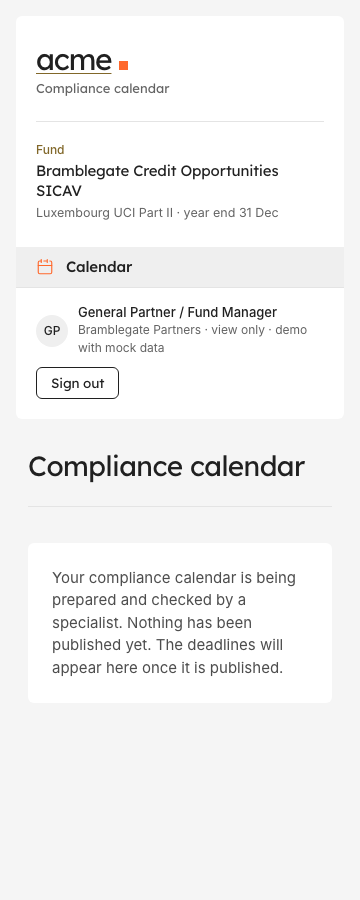 acme
Compliance calendar
Fund
Bramblegate Credit Opportunities
SICAV
Luxembourg UCI Part II · year end 31 Dec
Calendar
GP
General Partner / Fund Manager
Bramblegate Partners · view only · demo
with mock data
Sign out
Compliance calendar
Your compliance calendar is being
prepared and checked by a
specialist. Nothing has been
published yet. The deadlines will
appear here once it is published.